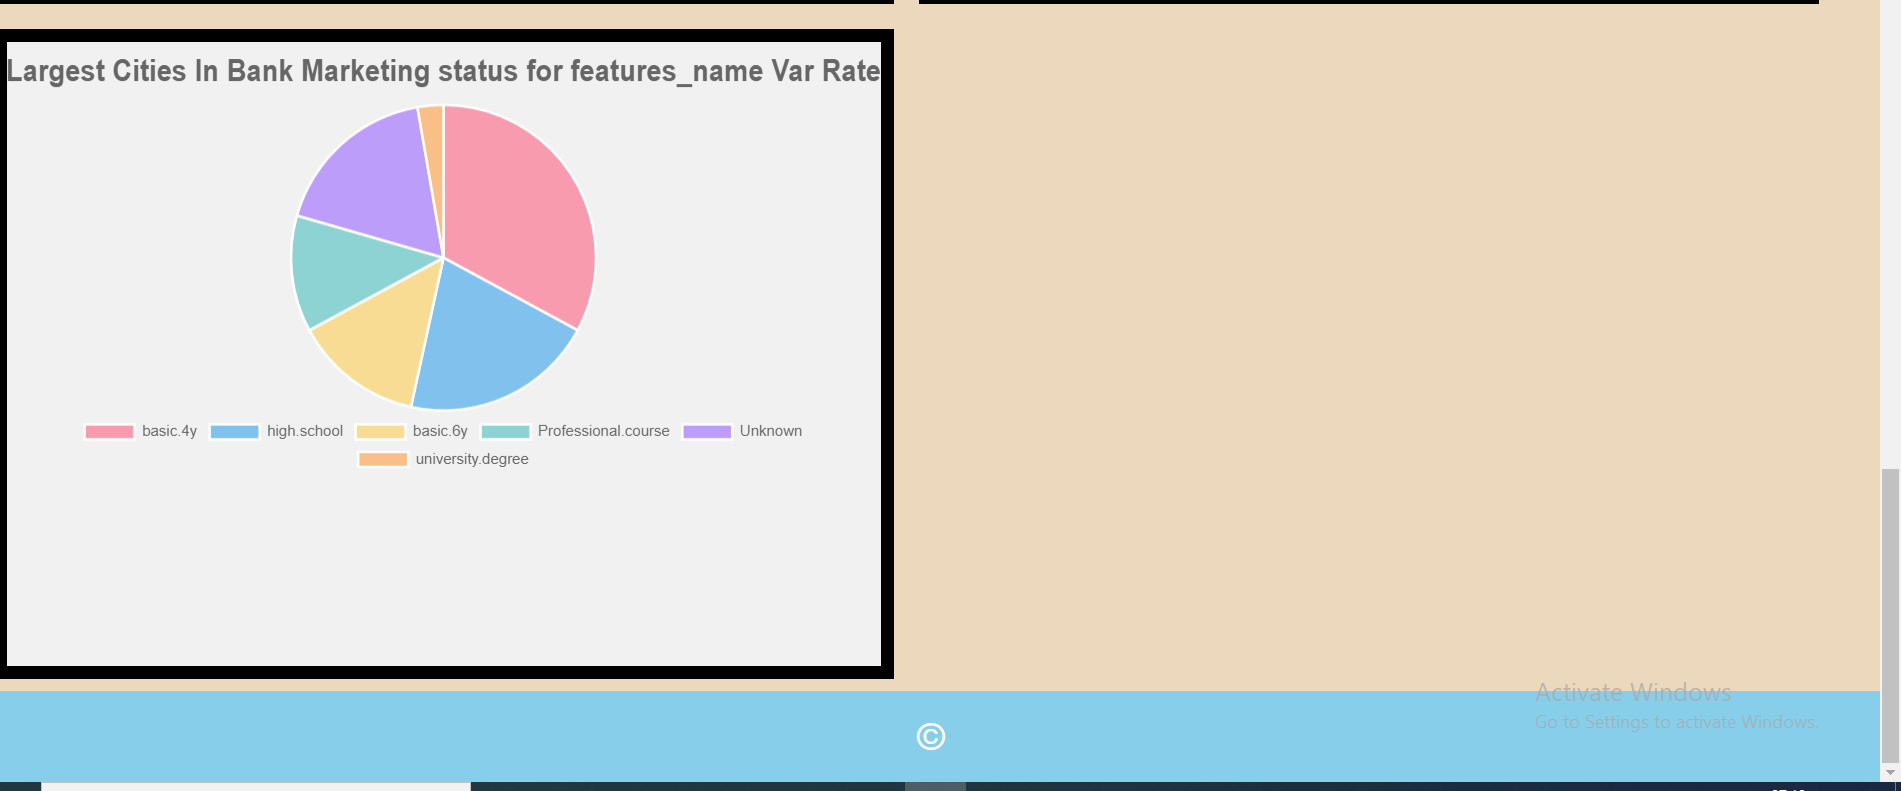 Largest Cities In Bank Marketing status for features_name Var Rate
basic.4y high.school basic.6y Professional.course Unknown
university.degree
Activate Windows
Go to Settings to activate Windows.
©